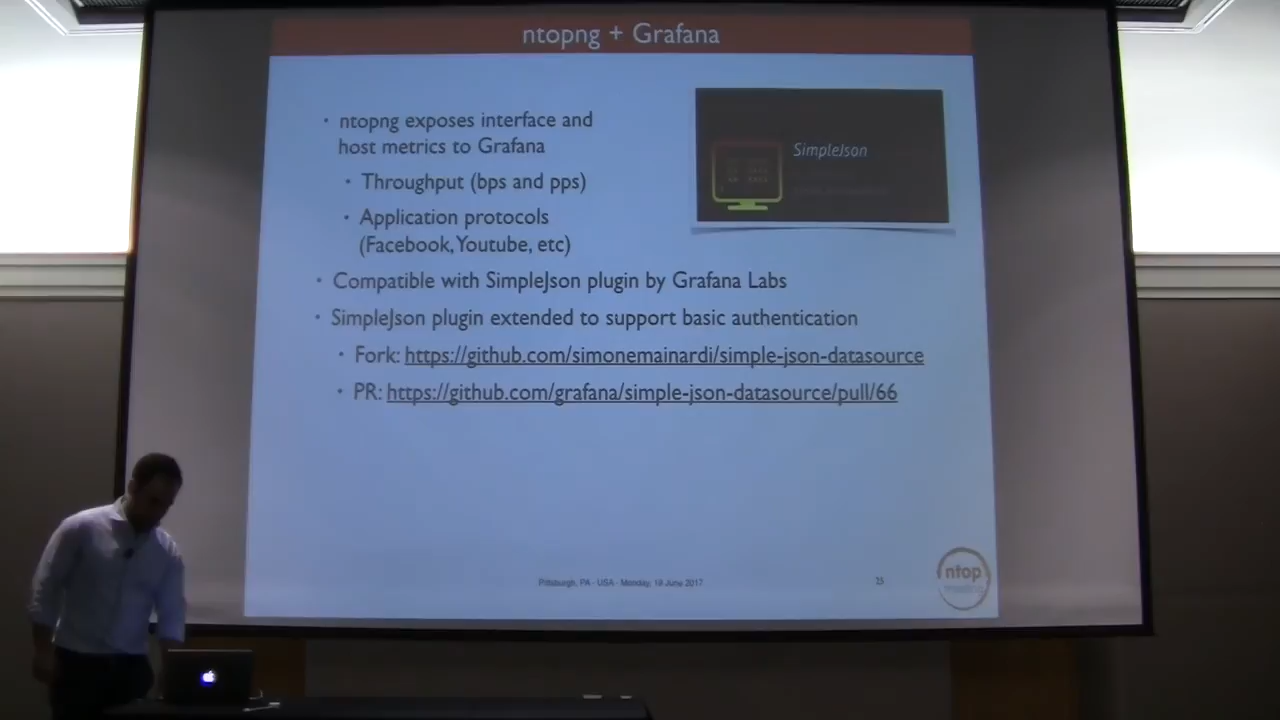 ntopng + Grafana
• ntopng exposes interface and
host metrics to Grafana
• Throughput (bps and pps)
• Application protocols
(Facebook, Youtube, etc)
SimpleJson
• Compatible with SimpleJson plugin by Grafana Labs
• SimpleJson plugin extended to support basic authentication
• Fork: https://github.com/simonemainardi/simple-json-datasource
• PR: https://github.com/grafana/simple-json-datasource/pull/66
Pittsburgh, PA - USA - Monday, 19 June 2017
ntop